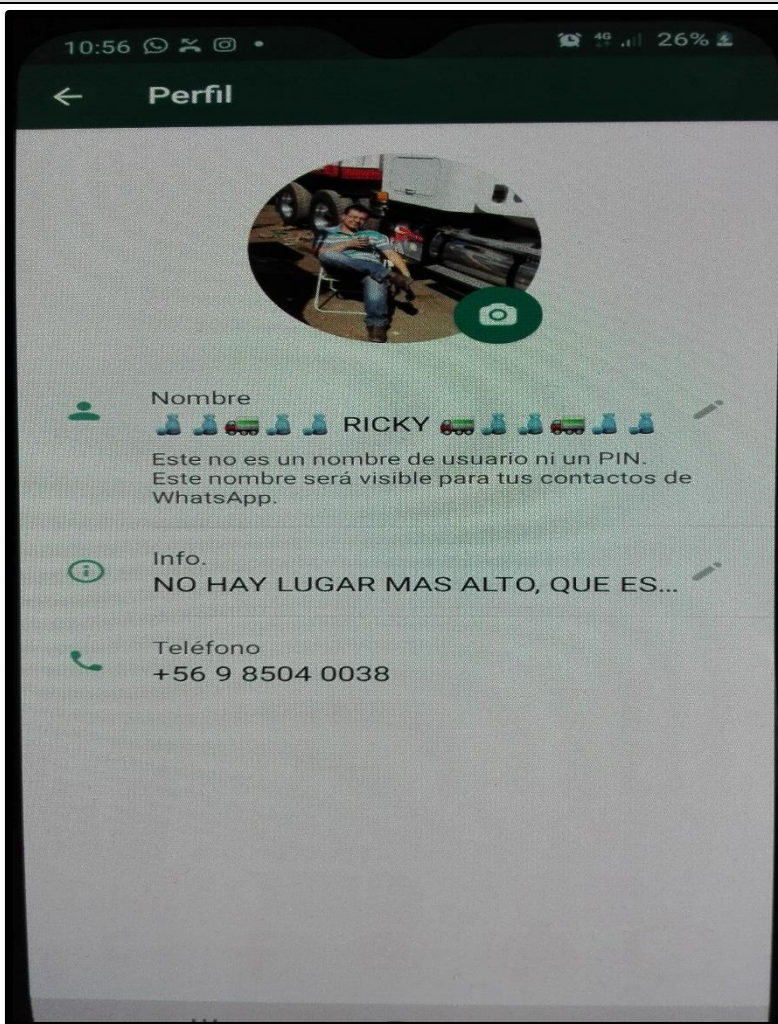 10:56 4G 26%
Perfil
Nombre
RICKY
Este no es un nombre de usuario ni un PIN.
Este nombre será visible para tus contactos de
WhatsApp.
Info.
NO HAY LUGAR MAS ALTO, QUE ES...
Teléfono
+56 9 8504 0038